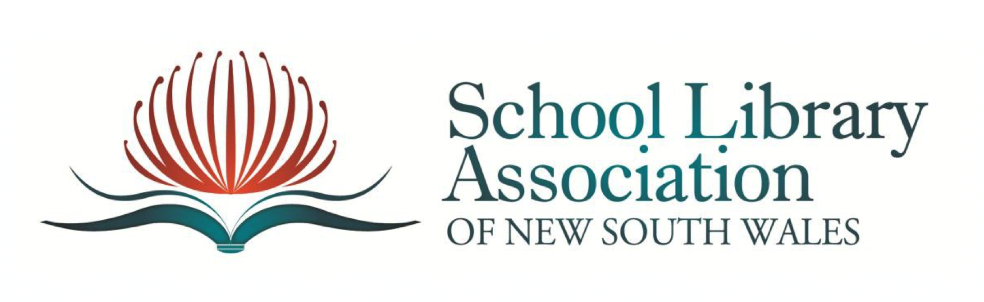 School Library
Association
OF NEW SOUTH WALES